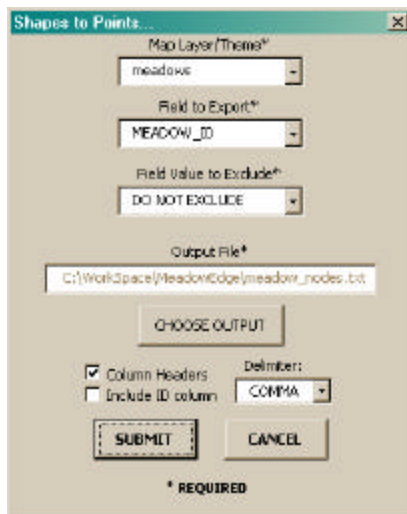 Shapes to Points...
Map Layer/Theme*
meadows
Field to Export*
MEADOW_ID
Field Value to Exclude*
DO NOT EXCLUDE
Output File*
C:\WorkSpace\MeadowEdge\meadow_nodes.txt
CHOOSE OUTPUT
Column Headers
Delimiter:
Include ID column
COMMA
SUBMIT
CANCEL
* REQUIRED